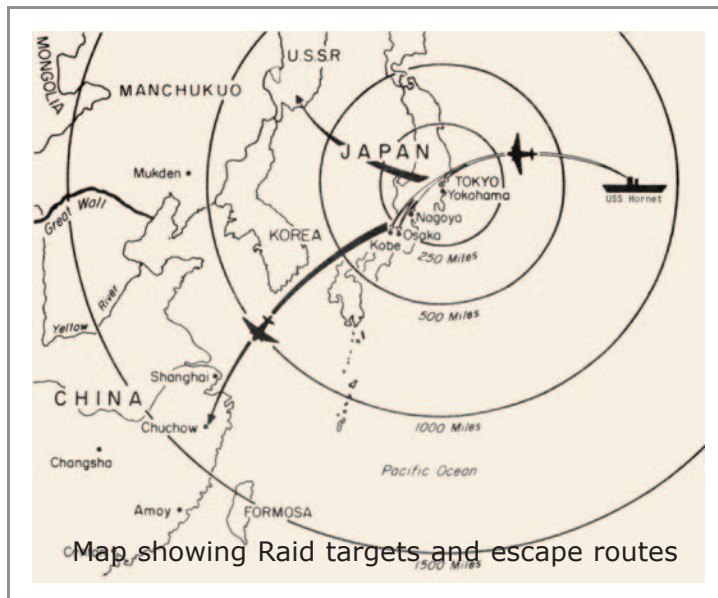 U.S.S.R
MONGOLIA
MANCHUKUO
JAPAN
Mukden
TOKYO
Yokohama
USS Hornet
Great Wall
Nagoya
KOREA
Osaka
Kobe
250 Miles
River
500 Miles
Yellow
Shanghai
CHINA
Chuchow
1000 Miles
Changsha
Pacific Ocean
Amoy
FORMOSA
Map showing Raid targets and escape routes
1500 Miles